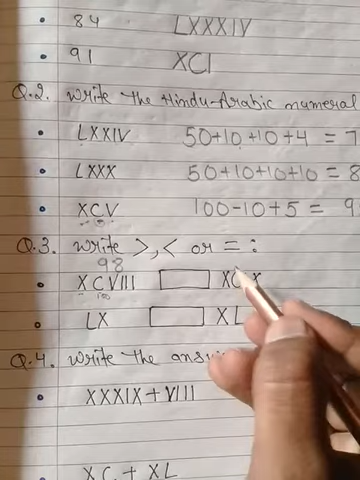 84 LXXXIV
91 XCI
Q.2. Write The Hindu-Arabic numeral
LXXIV 50+10+10+4 = 7
LXXX 50+10+10+10 = 8
XCV 100-10+5 = 9
Q.3. Write >, < or = :
98
XCVIII
LX XL
Q.4. Write the answ
XXXIX + VIII
XC + XL